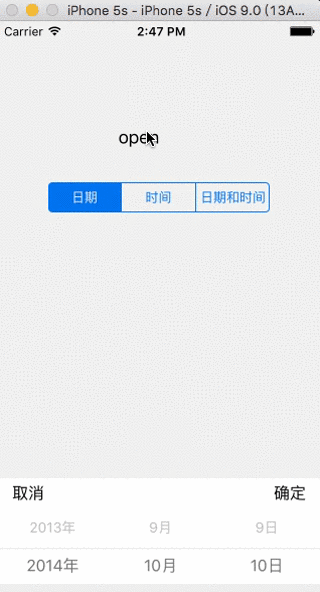 iPhone 5s - iPhone 5s / iOS 9.0 (13A...
Carrier 2:47 PM
open
日期 时间 日期和时间
取消 确定
2013年 9月 9日
2014年 10月 10日